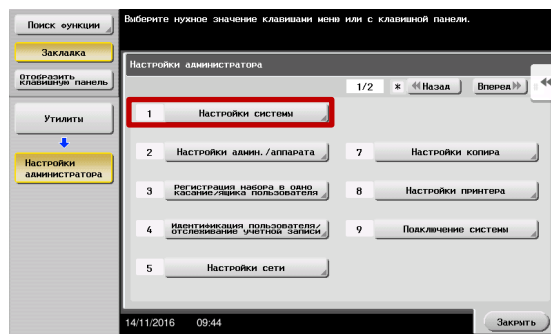 Выберите нужное значение клавишами меню или с клавишной панели.
Поиск функции
Закладка
Отобразить
клавишную панель
Утилиты
Настройки
администратора
Настройки администратора
1/2 * Назад Вперед
1 Настройки системы
2 Настройки админ./аппарата
3 Регистрация набора в одно
касание/ящика пользователя
4 Идентификация пользователя/
отслеживание учетной записи
5 Настройки сети
7 Настройки копира
8 Настройки принтера
9 Подключение системы
14/11/2016 09:44
Закрыть